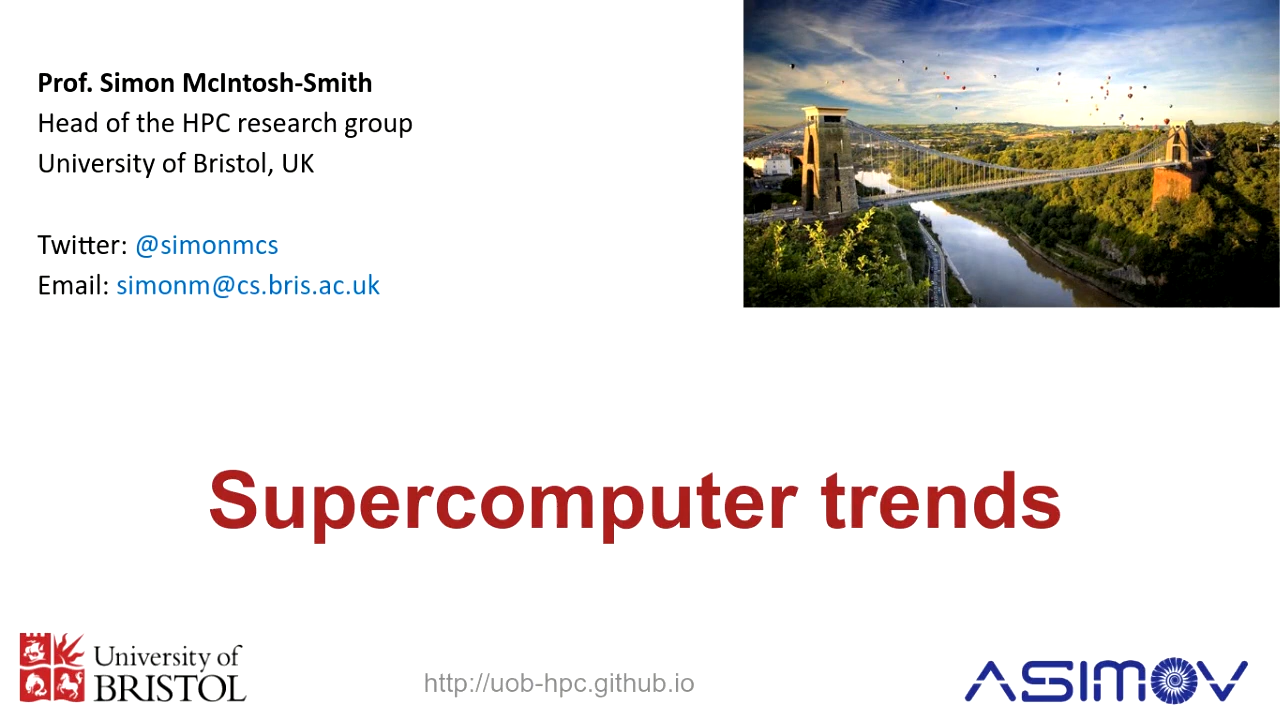 Prof. Simon McIntosh-Smith
Head of the HPC research group
University of Bristol, UK
Twitter: @simonmcs
Email: simonm@cs.bris.ac.uk
Supercomputer trends
University of
BRISTOL
http://uob-hpc.github.io
ASIMOV